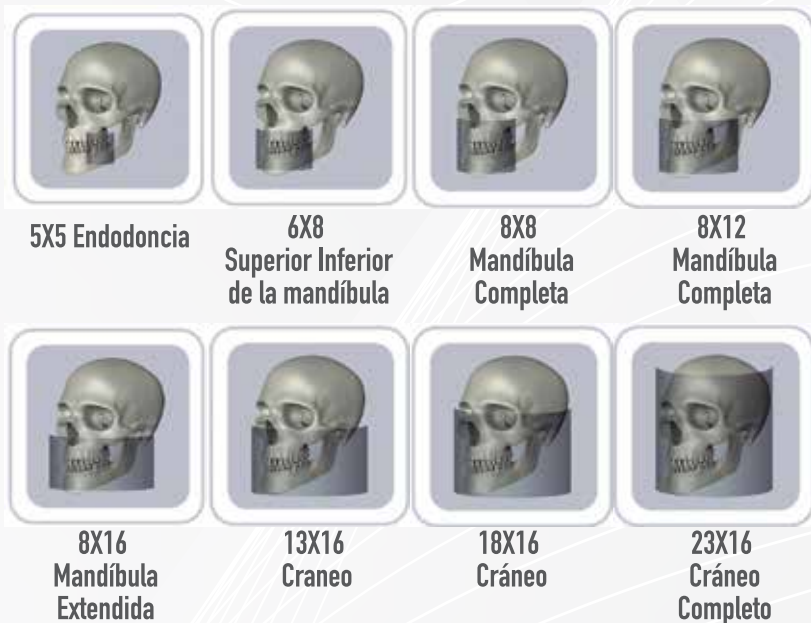 5X5 Endodoncia
6X8
Superior Inferior
de la mandíbula
8X8
Mandíbula
Completa
8X12
Mandíbula
Completa
8X16
Mandíbula
Extendida
13X16
Craneo
18X16
Cráneo
23X16
Cráneo
Completo